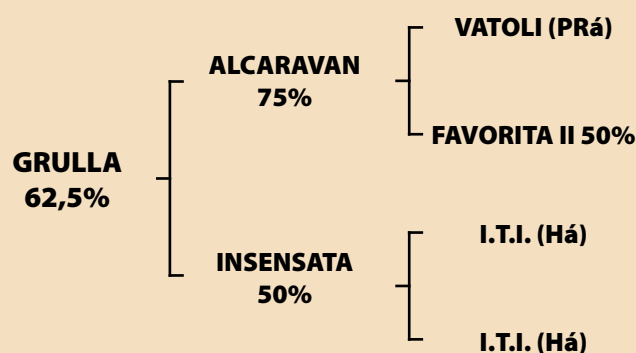 VATOLI (PRá)
ALCARAVAN
75%
FAVORITA II 50%
GRULLA
62,5%
I.T.I. (Há)
INSENSATA
50%
I.T.I. (Há)